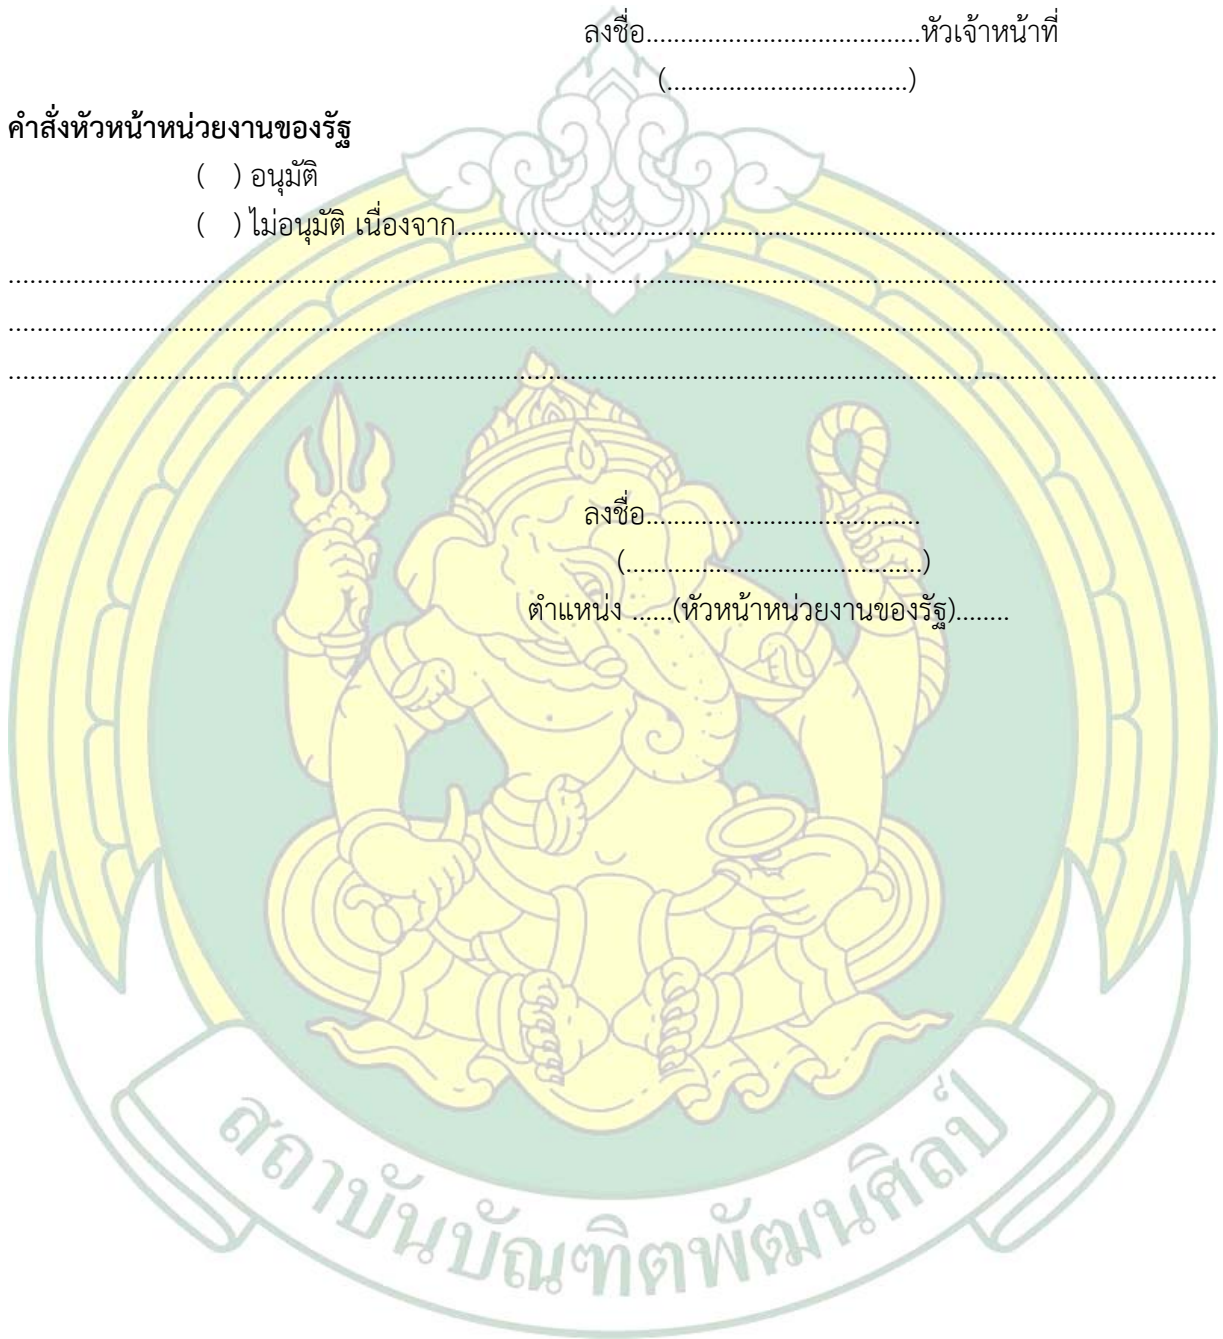 ลงชื่อ........................................หัวเจ้าหน้าที่
(...................................)
คำสั่งหัวหน้าหน่วยงานของรัฐ
( ) อนุมัติ
( ) ไม่อนุมัติ เนื่องจาก.............................................................................................................
...............................................................................................................................................................................
...............................................................................................................................................................................
...............................................................................................................................................................................
ลงชื่อ........................................
(...........................................)
ตำแหน่ง ......(หัวหน้าหน่วยงานของรัฐ)........
สถาบันบัณฑิตพัฒนศิลป์